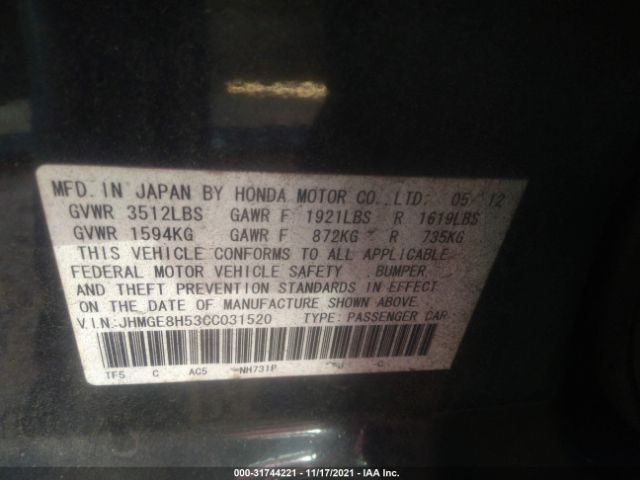 MFD. IN JAPAN BY HONDA MOTOR CO., LTD. 05 12
GVWR 3512LBS GAWR F 1921LBS R 1619LBS
GVWR 1594KG GAWR F 872KG R 735KG
THIS VEHICLE CONFORMS TO ALL APPLICABLE
FEDERAL MOTOR VEHICLE SAFETY, BUMPER,
AND THEFT PREVENTION STANDARDS IN EFFECT
ON THE DATE OF MANUFACTURE SHOWN ABOVE.
V.I.N.:JHMGE8H53CC031520 TYPE: PASSENGER CAR
TF5 C AC5 NH731P
000-31744221 - 11/17/2021 - IAA Inc.